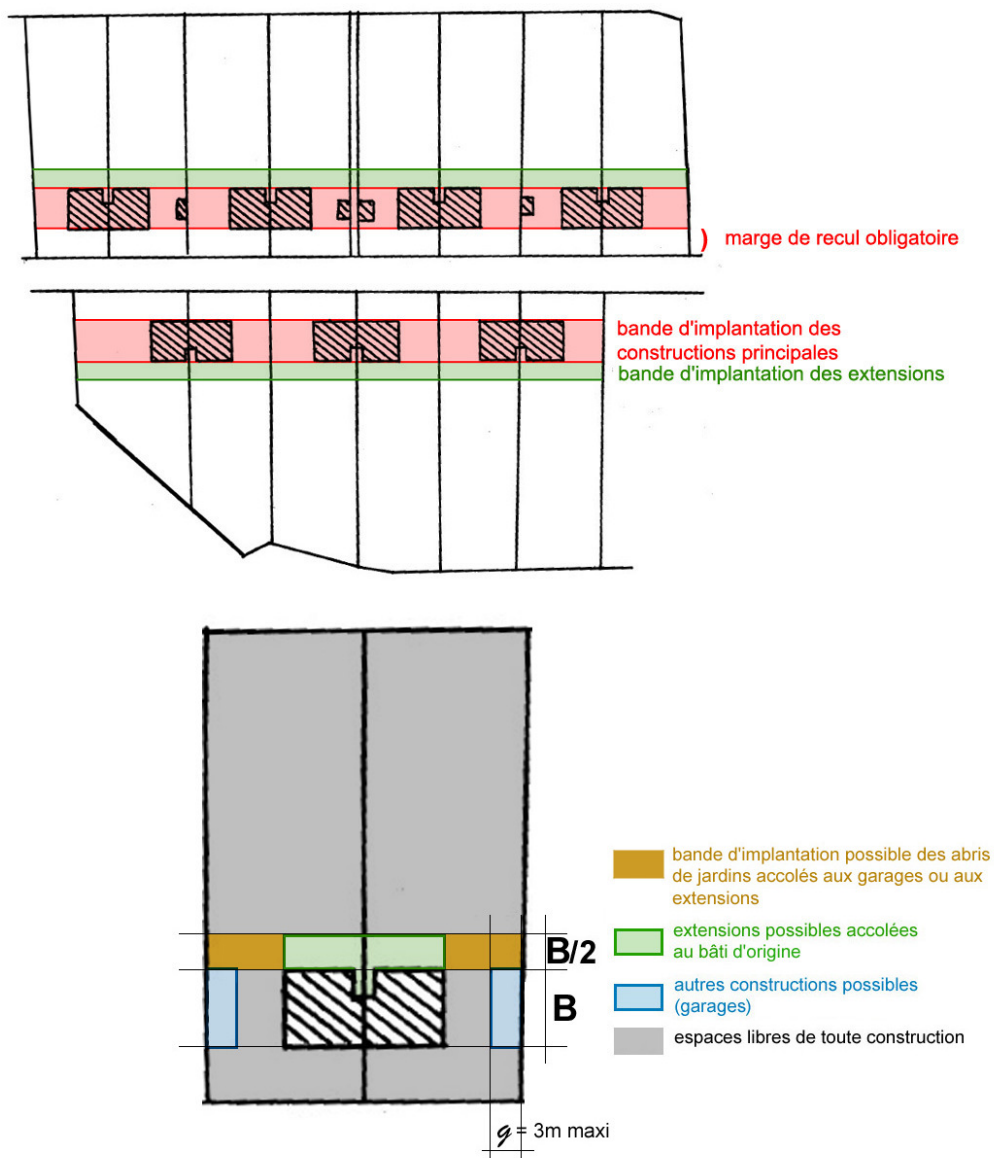 marge de recul obligatoire
bande d'implantation des
constructions principales
bande d'implantation des extensions
bande d'implantation possible des abris
de jardins accolés aux garages ou aux
extensions
B/2
extensions possibles accolées
au bâti d'origine
B
autres constructions possibles
(garages)
espaces libres de toute construction
g = 3m maxi